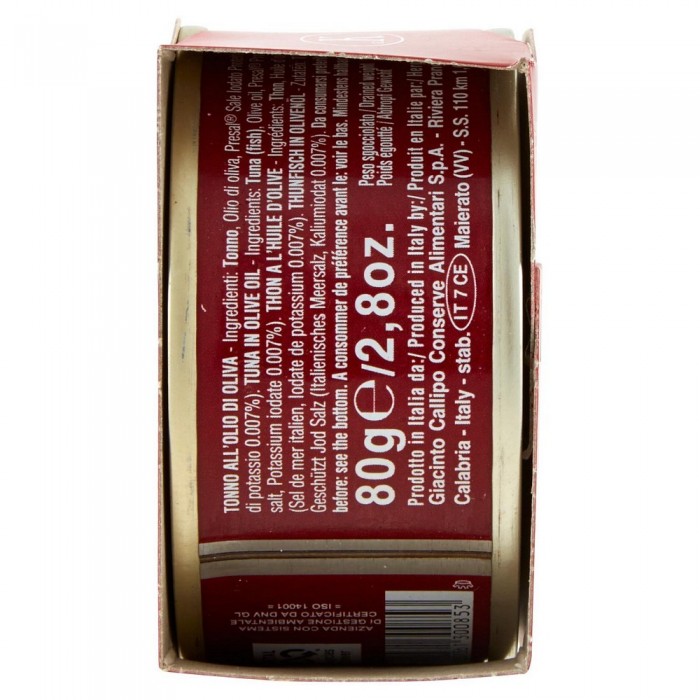 TONNO ALL'OLIO DI OLIVA - Ingredienti: Tonno, Olio di oliva, Presal® Sale Iodato Pro
di potassio 0.007%). TUNA IN OLIVE OIL - Ingredients: Tuna (fish), Olive Oil, Presal®
salt, Potassium iodate 0.007%). THON A L'HUILE D'OLIVE - Ingrédients: Thon, Huile
(Sel de mer italien, Iodate de potassium 0.007%). THUNFISCH IN OLIVENÖL - Zutaten:
Geschützt Jod Salz (Italienisches Meersalz, Kaliumiodat 0.007%). Da consumarsi
before: see the bottom. A consommer de préférence avant le: voir le bas. Mindestens
80g e/2,8oz.
Peso sgocciolato / Drained weight
Poids égoutté / Abtropf Gewicht
Prodotto in Italia da:/ Produced in Italy by:/ Produit en Italie par:/
Giacinto Callipo Conserve Alimentari S.p.A. - Riviera
Calabria - Italy - stab. IT 7 CE Maierato (VV) - S.S. 110 km
AZIENDA CON SISTEMA
DI GESTIONE AMBIENTALE
CERTIFICATO DA DNV GL
= ISO 14001 =
300853